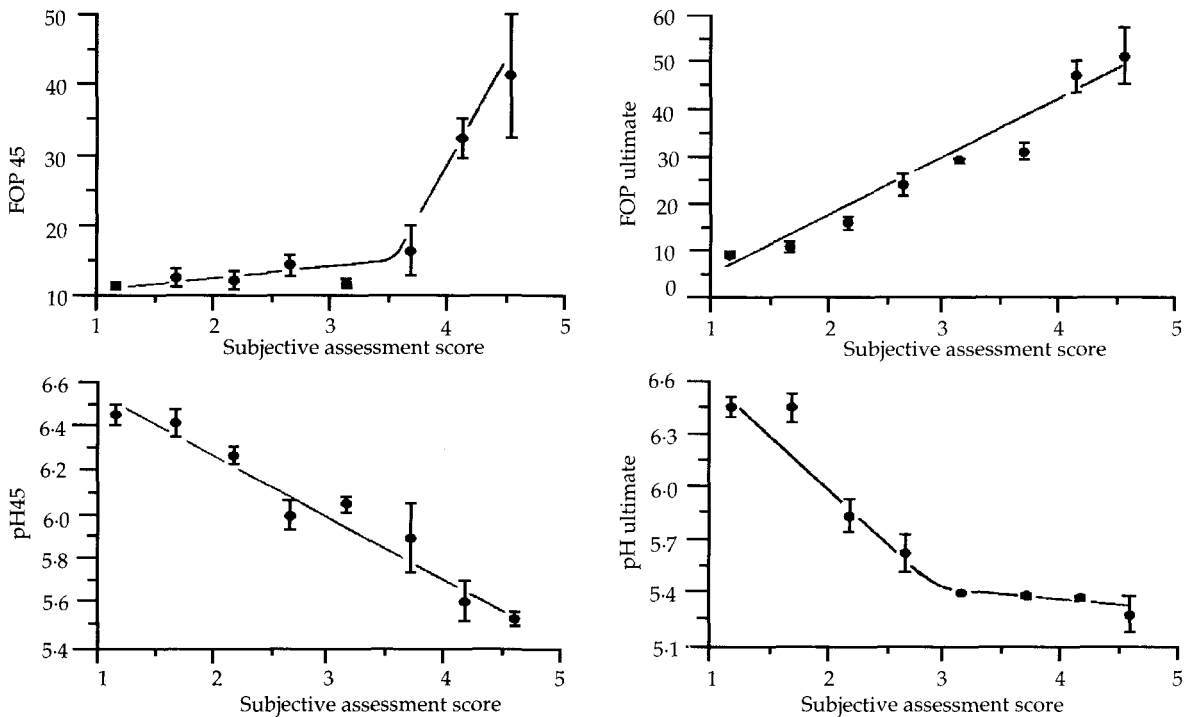 50
40
30
20
10
FOP 45
1 2 3 4 5
Subjective assessment score
60
50
40
30
20
10
0
FOP ultimate
1 2 3 4 5
Subjective assessment score
6·6
6·4
6·2
6·0
5·8
5·6
5·4
pH45
1 2 3 4 5
Subjective assessment score
6·6
6·3
6·0
5·7
5·4
5·1
pH ultimate
1 2 3 4 5
Subjective assessment score